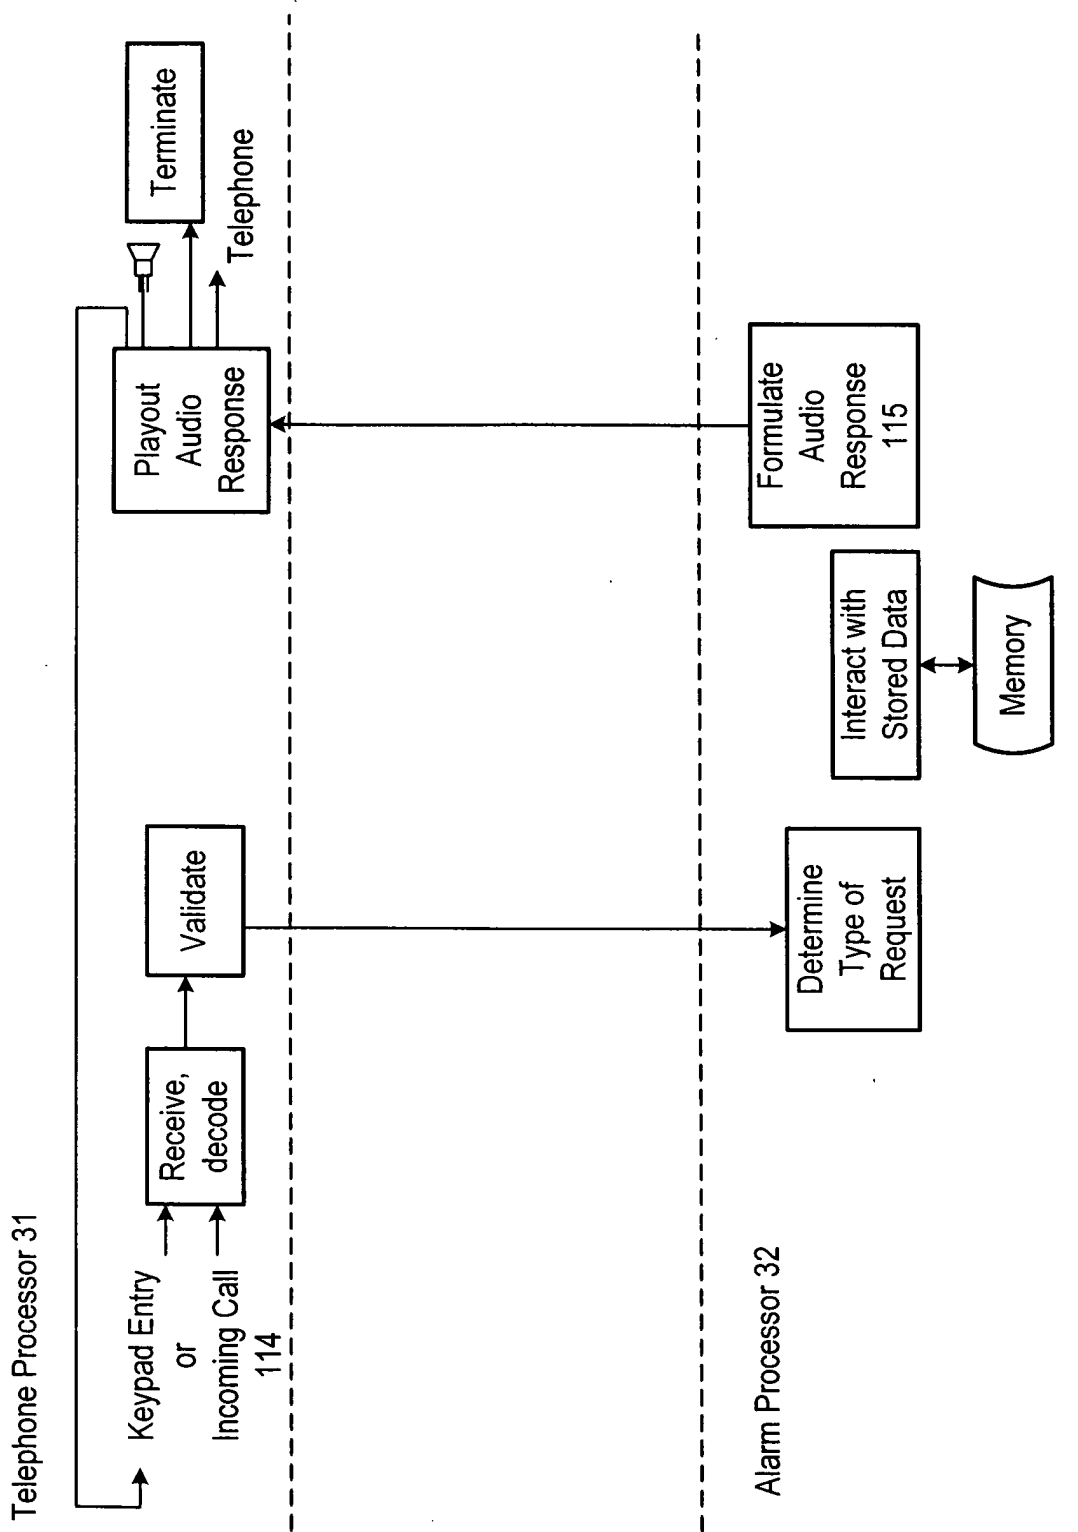 Telephone Processor 31
Keypad Entry
or
Incoming Call
114
Receive,
decode
Validate
Playout
Audio
Response
Terminate
Telephone
Alarm Processor 32
Determine
Type of
Request
Interact with
Stored Data
Memory
Formulate
Audio
Response
115